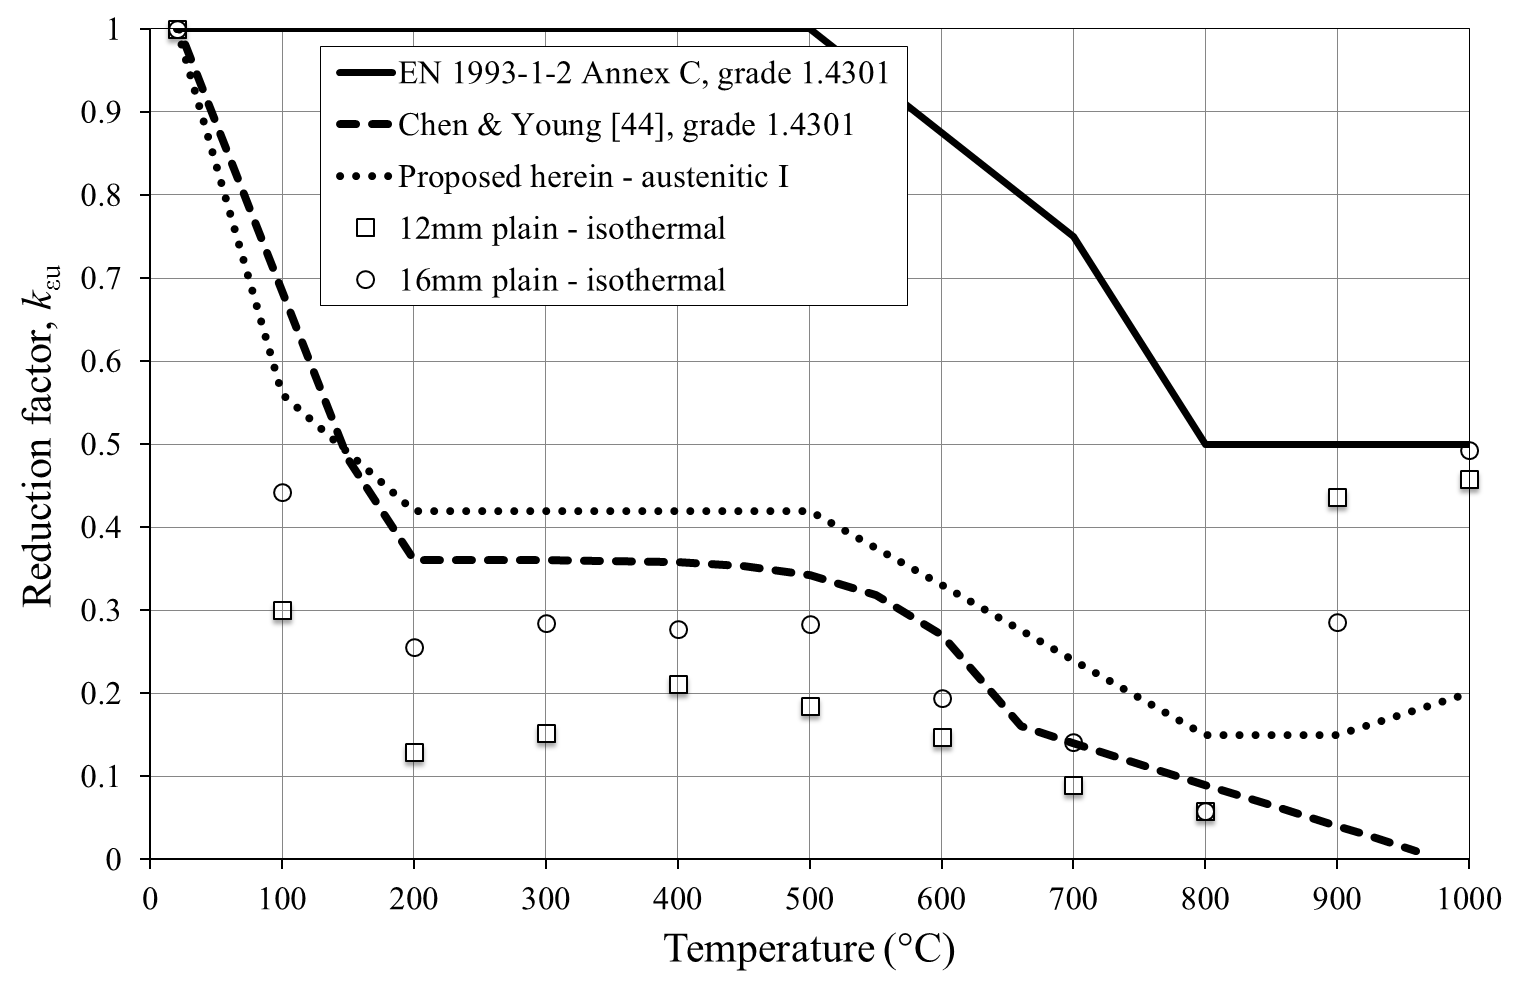 1
0.9
0.8
0.7
0.6
0.5
0.4
0.3
0.2
0.1
0
Reduction factor, kεu
EN 1993-1-2 Annex C, grade 1.4301
Chen & Young [44], grade 1.4301
Proposed herein - austenitic I
12mm plain - isothermal
16mm plain - isothermal
0 100 200 300 400 500 600 700 800 900 1000
Temperature (°C)